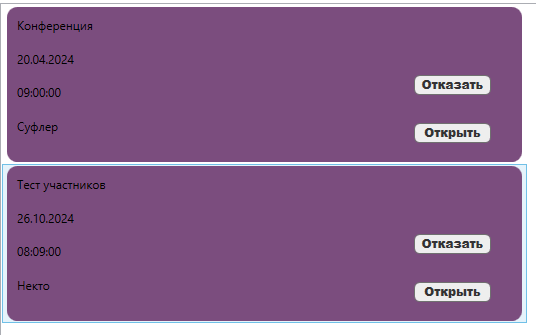 Конференция
20.04.2024
09:00:00
Отказать
Суфлер
Открыть
Тест участников
26.10.2024
08:09:00
Отказать
Некто
Открыть